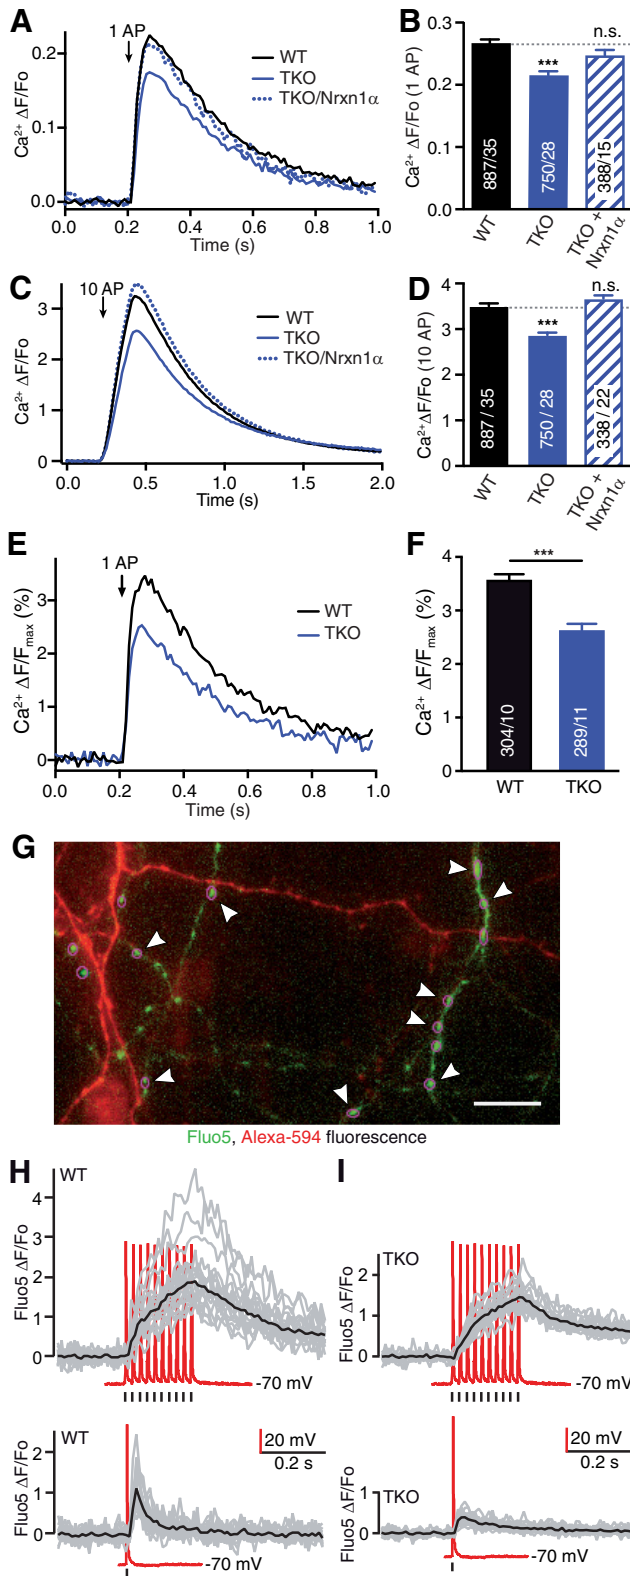 A
1 AP
WT
TKO
TKO/Nrxn1α
Ca²⁺ ΔF/Fo
0.2
0.1
0.0
0.0 0.2 0.4 0.6 0.8 1.0
Time (s)
B
n.s.
***
Ca²⁺ ΔF/Fo (1 AP)
0.3
0.2
0.1
0.0
887/35
750/28
388/15
WT
TKO
TKO +
Nrxn1α
C
10 AP
WT
TKO
TKO/Nrxn1α
Ca²⁺ ΔF/Fo
3
2
1
0
0.0 0.5 1.0 1.5 2.0
Time (s)
D
n.s.
***
Ca²⁺ΔF/Fo (10 AP)
4
3
2
1
0
887 / 35
750 / 28
338 / 22
WT
TKO
TKO +
Nrxn1α
E
1 AP
WT
TKO
Ca²⁺ ΔF/Fmax (%)
3
2
1
0
0.0 0.2 0.4 0.6 0.8 1.0
Time (s)
F
***
Ca²⁺ ΔF/Fmax (%)
4
3
2
1
0
304/10
289/11
WT
TKO
G
Fluo5, Alexa-594 fluorescence
H
WT
Fluo5 ΔF/Fo
4
3
2
1
0
-70 mV
WT
Fluo5 ΔF/Fo
2
1
0
20 mV
0.2 s
-70 mV
I
TKO
Fluo5 ΔF/Fo
2
1
0
-70 mV
TKO
Fluo5 ΔF/Fo
1
0
-70 mV